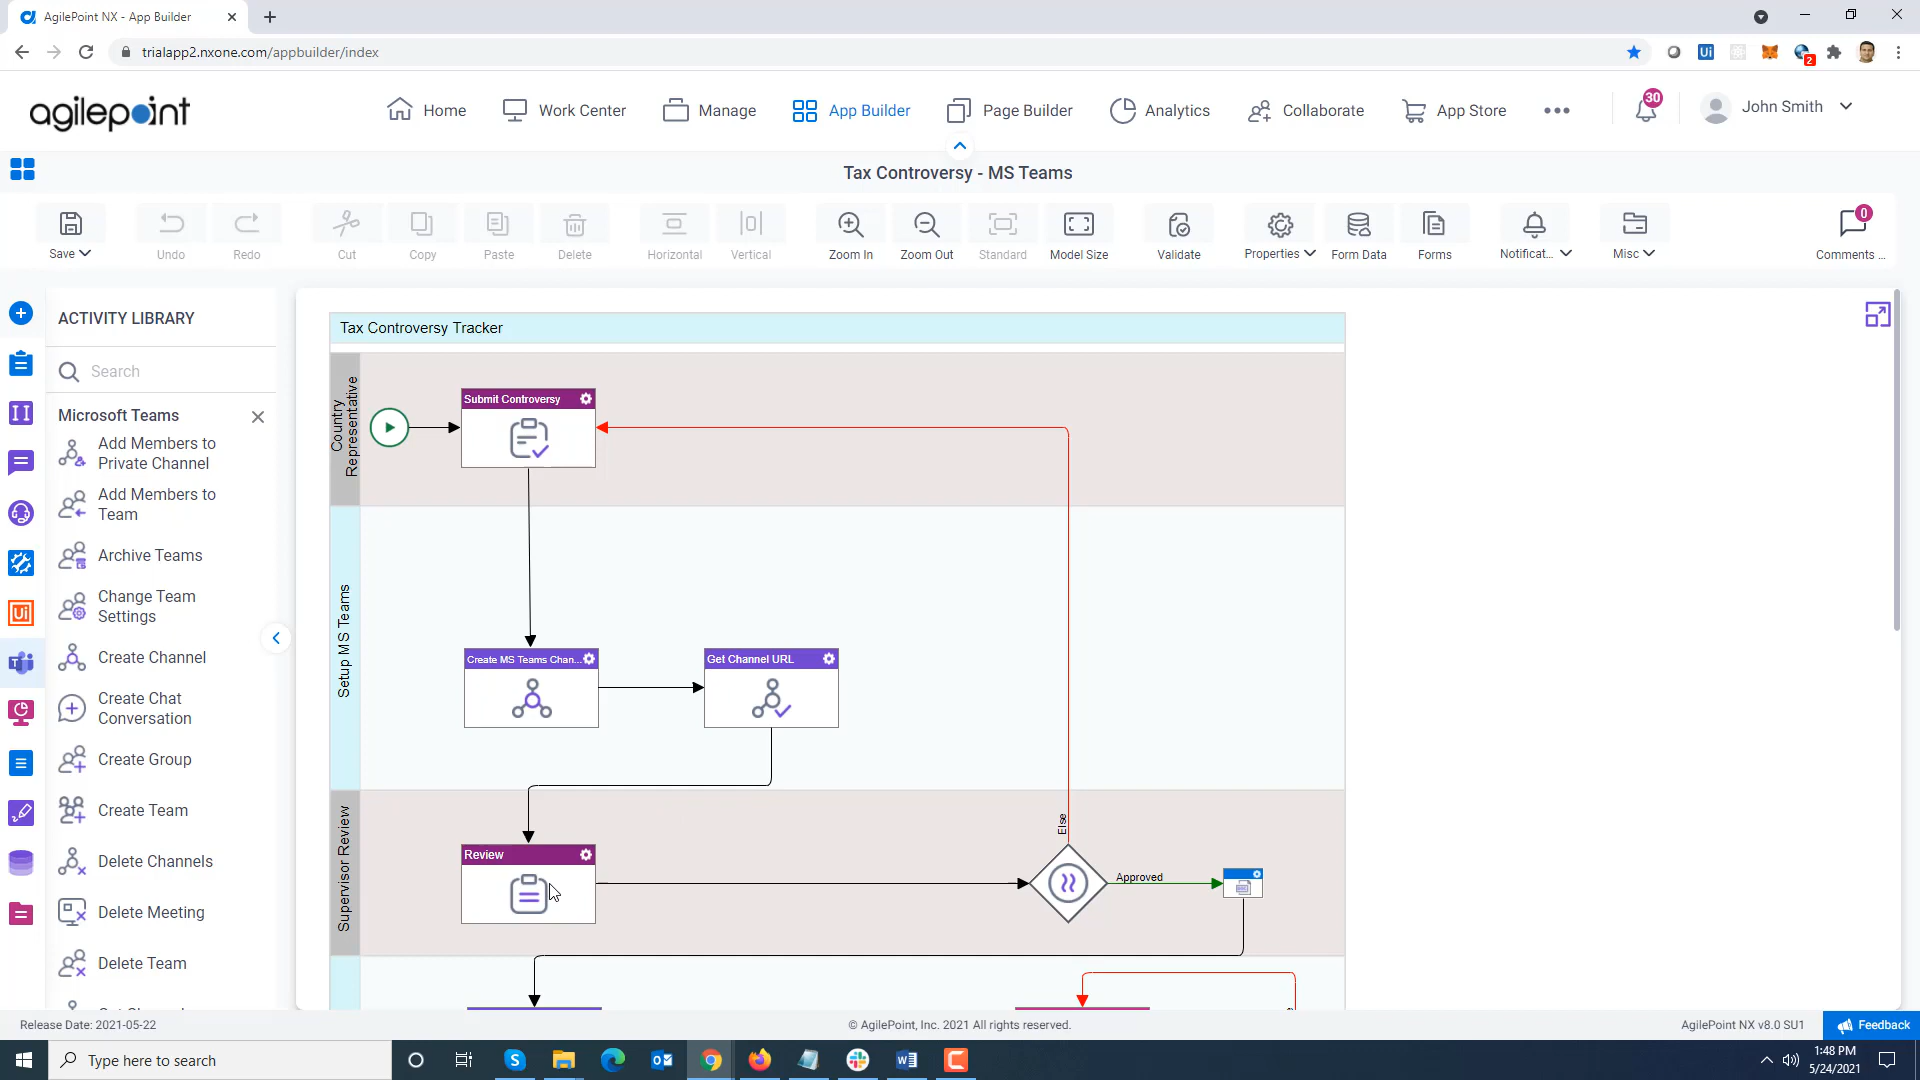 AgilePoint NX - App Builder
trialapp2.nxone.com/appbuilder/index
Ui
2
agilepoint
Home
Work Center
Manage
App Builder
Page Builder
Analytics
Collaborate
App Store
30
John Smith
Tax Controversy - MS Teams
Save
Undo
Redo
Cut
Copy
Paste
Delete
Horizontal
Vertical
Zoom In
Zoom Out
Standard
Model Size
Validate
Properties
Form Data
Forms
Notificat...
Misc
0
Comments ...
ACTIVITY LIBRARY
Search
Microsoft Teams
Add Members to
Private Channel
Add Members to
Team
Archive Teams
Change Team
Settings
Create Channel
Create Chat
Conversation
Create Group
Create Team
Delete Channels
Delete Meeting
Delete Team
Tax Controversy Tracker
Country
Representative
Submit Controversy
Setup MS Teams
Create MS Teams Chan...
Get Channel URL
Supervisor Review
Review
Else
Approved
Release Date: 2021-05-22
© AgilePoint, Inc. 2021 All rights reserved.
AgilePoint NX v8.0 SU1
Feedback
Type here to search
1:48 PM
5/24/2021